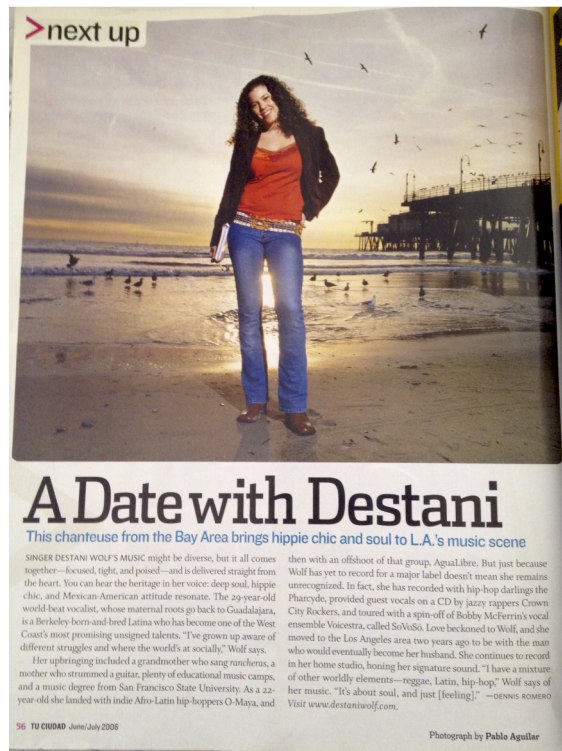 >next up
A Date with Destani
This chanteuse from the Bay Area brings hippie chic and soul to L.A.'s music scene
SINGER DESTANI WOLF'S MUSIC might be diverse, but it all comes
together—focused, tight, and poised—and is delivered straight from
the heart. You can hear the heritage in her voice: deep soul, hippie
chic, and Mexican-American attitude resonate. The 29-year-old
world-beat vocalist, whose maternal roots go back to Guadalajara,
is a Berkeley-born-and-bred Latina who has become one of the West
Coast's most promising unsigned talents. "I've grown up aware of
different struggles and where the world's at socially," Wolf says.
Her upbringing included a grandmother who sang rancheras, a
mother who strummed a guitar, plenty of educational music camps,
and a music degree from San Francisco State University. As a 22-
year-old she landed with indie Afro-Latin hip-hoppers O-Maya, and
then with an offshoot of that group, AguaLibre. But just because
Wolf has yet to record for a major label doesn't mean she remains
unrecognized. In fact, she has recorded with hip-hop darlings the
Pharcyde, provided guest vocals on a CD by jazzy rappers Crown
City Rockers, and toured with a spin-off of Bobby McFerrin's vocal
ensemble Voicestra, called SoVoSó. Love beckoned to Wolf, and she
moved to the Los Angeles area two years ago to be with the man
who would eventually become her husband. She continues to record
in her home studio, honing her signature sound. "I have a mixture
of other worldly elements—reggae, Latin, hip-hop," Wolf says of
her music. "It's about soul, and just [feeling]." —DENNIS ROMERO
Visit www.destaniwolf.com.
56 TU CIUDAD June/July 2006
Photograph by Pablo Aguilar